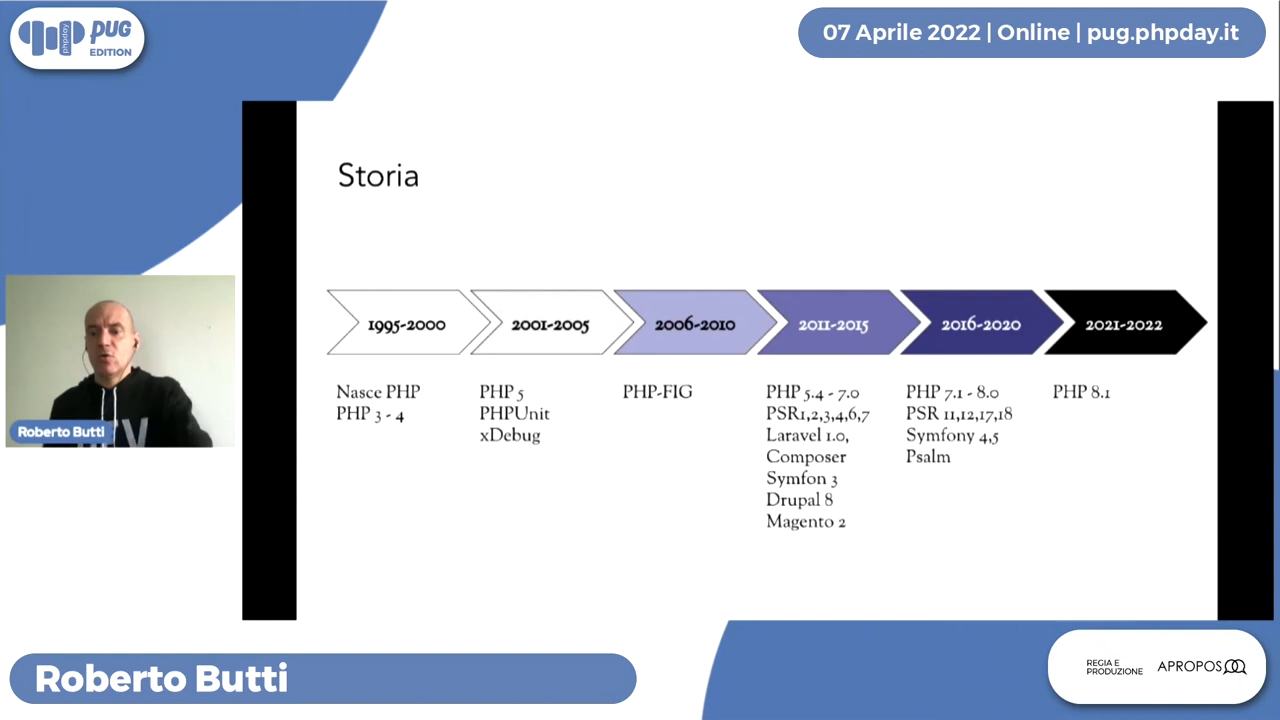 pug
EDITION
phpday
07 Aprile 2022 | Online | pug.phpday.it
Storia
1995-2000
2001-2005
2006-2010
2011-2015
2016-2020
2021-2022
Nasce PHP
PHP 3 - 4
PHP 5
PHPUnit
xDebug
PHP-FIG
PHP 5.4 - 7.0
PSR1,2,3,4,6,7
Laravel 1.0,
Composer
Symfon 3
Drupal 8
Magento 2
PHP 7.1 - 8.0
PSR 11,12,17,18
Symfony 4,5
Psalm
PHP 8.1
Roberto Butti
Roberto Butti
REGIA E
PRODUZIONE
APROPOS